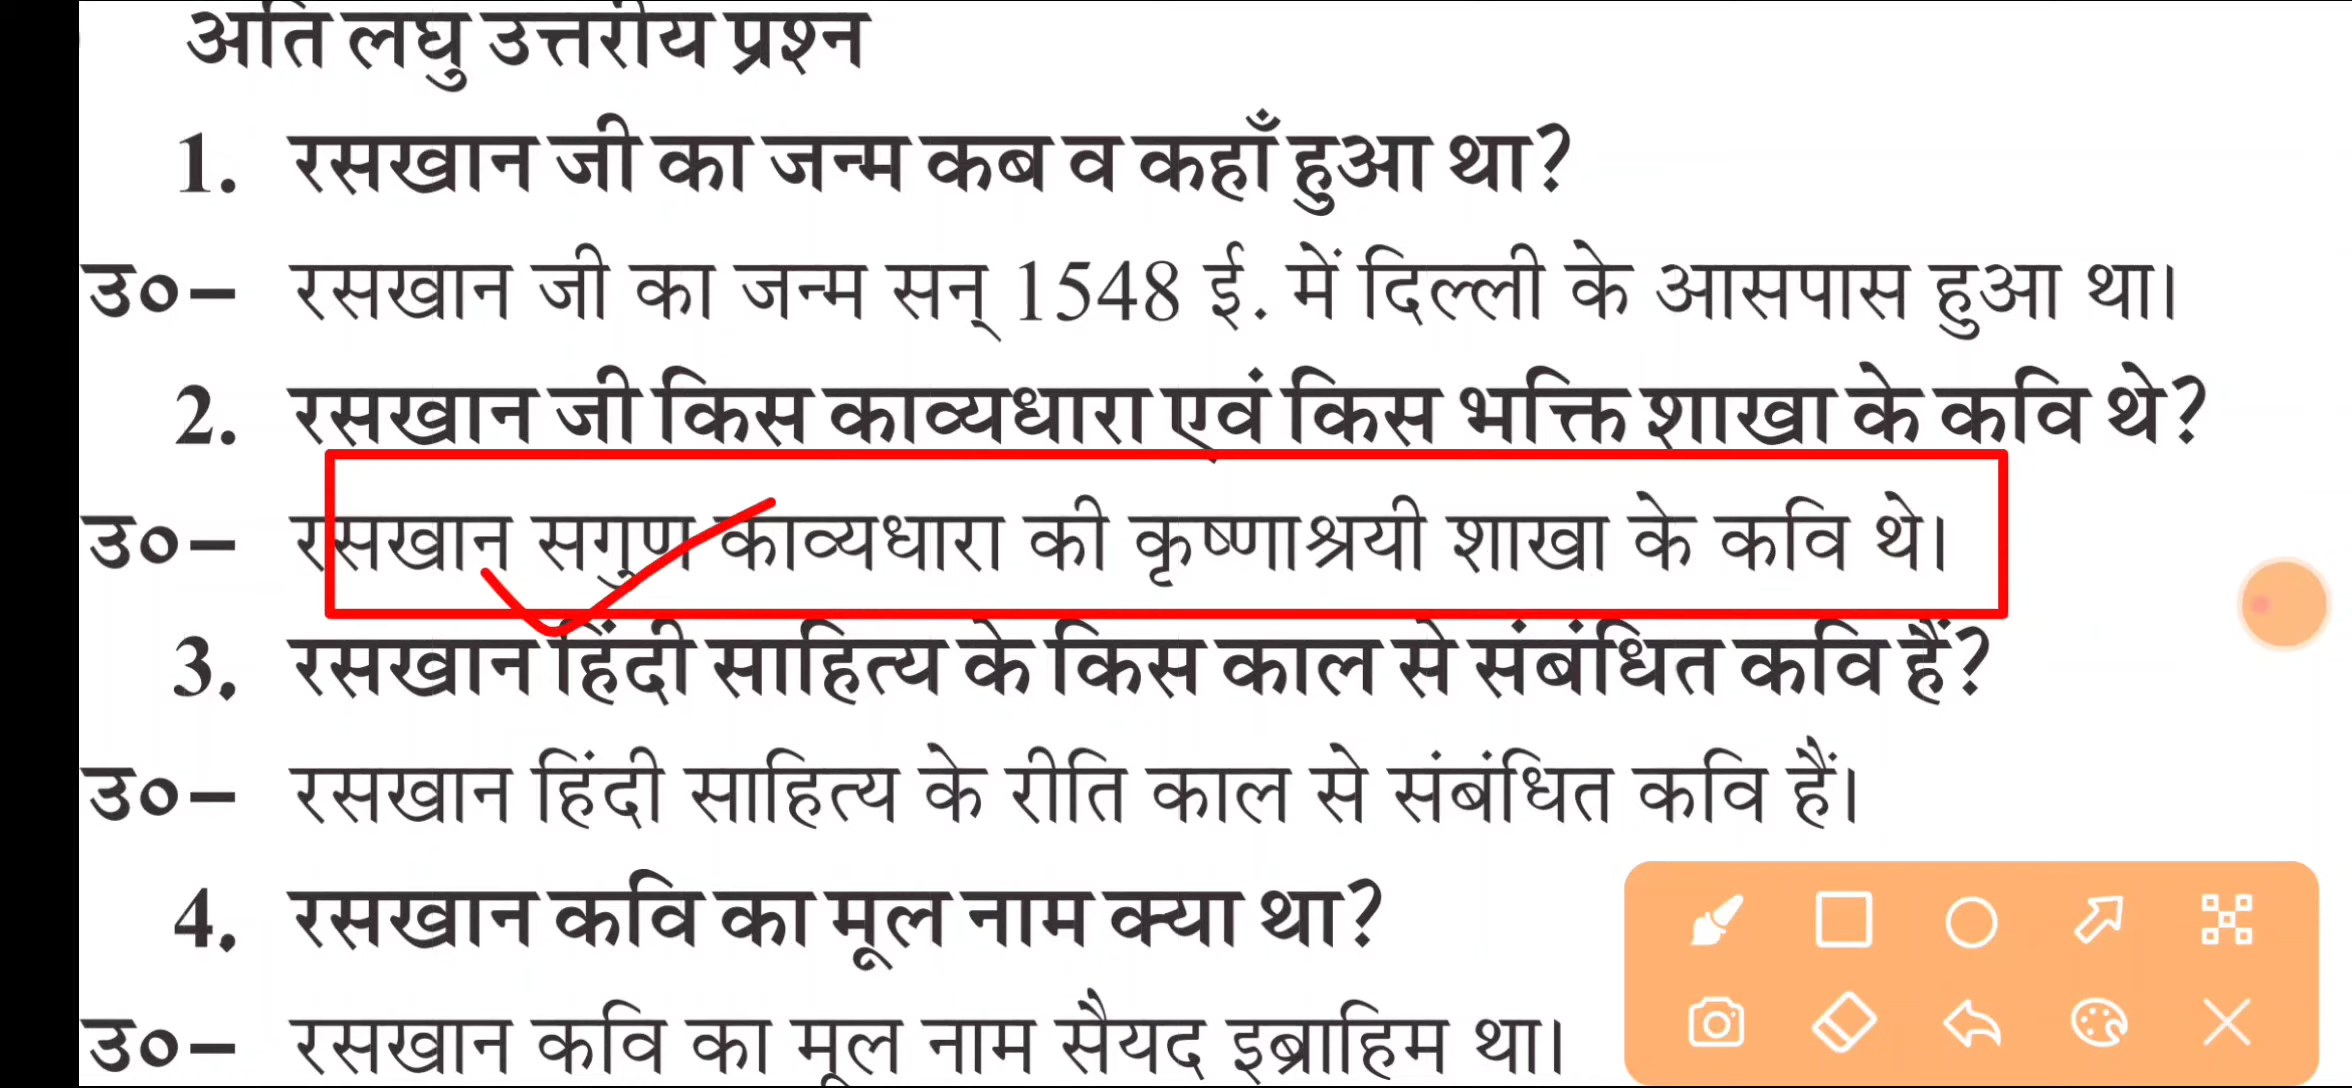 अति लघु उत्तरीय प्रश्न
1. रसखान जी का जन्म कब व कहाँ हुआ था?
उ०– रसखान जी का जन्म सन् 1548 ई. में दिल्ली के आसपास हुआ था।
2. रसखान जी किस काव्यधारा एवं किस भक्ति शाखा के कवि थे?
उ०– रसखान सगुण काव्यधारा की कृष्णाश्रयी शाखा के कवि थे।
3. रसखान हिंदी साहित्य के किस काल से संबंधित कवि हैं?
उ०– रसखान हिंदी साहित्य के रीति काल से संबंधित कवि हैं।
4. रसखान कवि का मूल नाम क्या था?
उ०– रसखान कवि का मूल नाम सैयद इब्राहिम था।